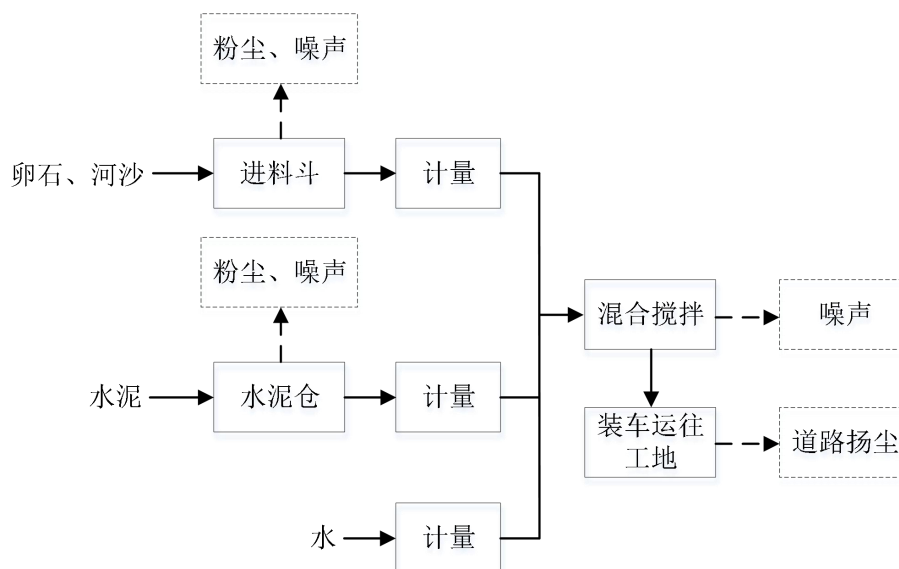 粉尘、噪声
卵石、河沙
进料斗
计量
粉尘、噪声
混合搅拌
噪声
水泥
水泥仓
计量
装车运往
工地
道路扬尘
水
计量